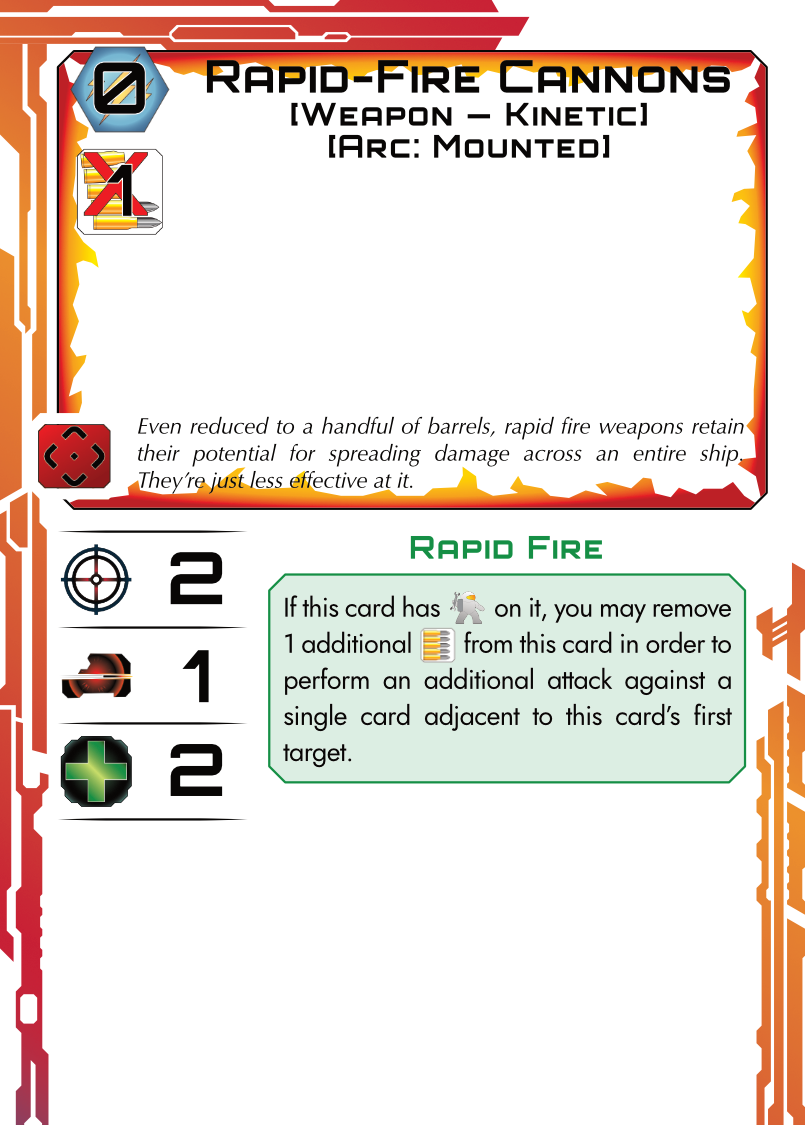 0
Rapid-Fire Cannons
[Weapon – Kinetic]
[Arc: Mounted]
1
Even reduced to a handful of barrels, rapid fire weapons retain
their potential for spreading damage across an entire ship.
They're just less effective at it.
2
1
2
Rapid Fire
If this card has on it, you may remove
1 additional from this card in order to
perform an additional attack against a
single card adjacent to this card's first
target.